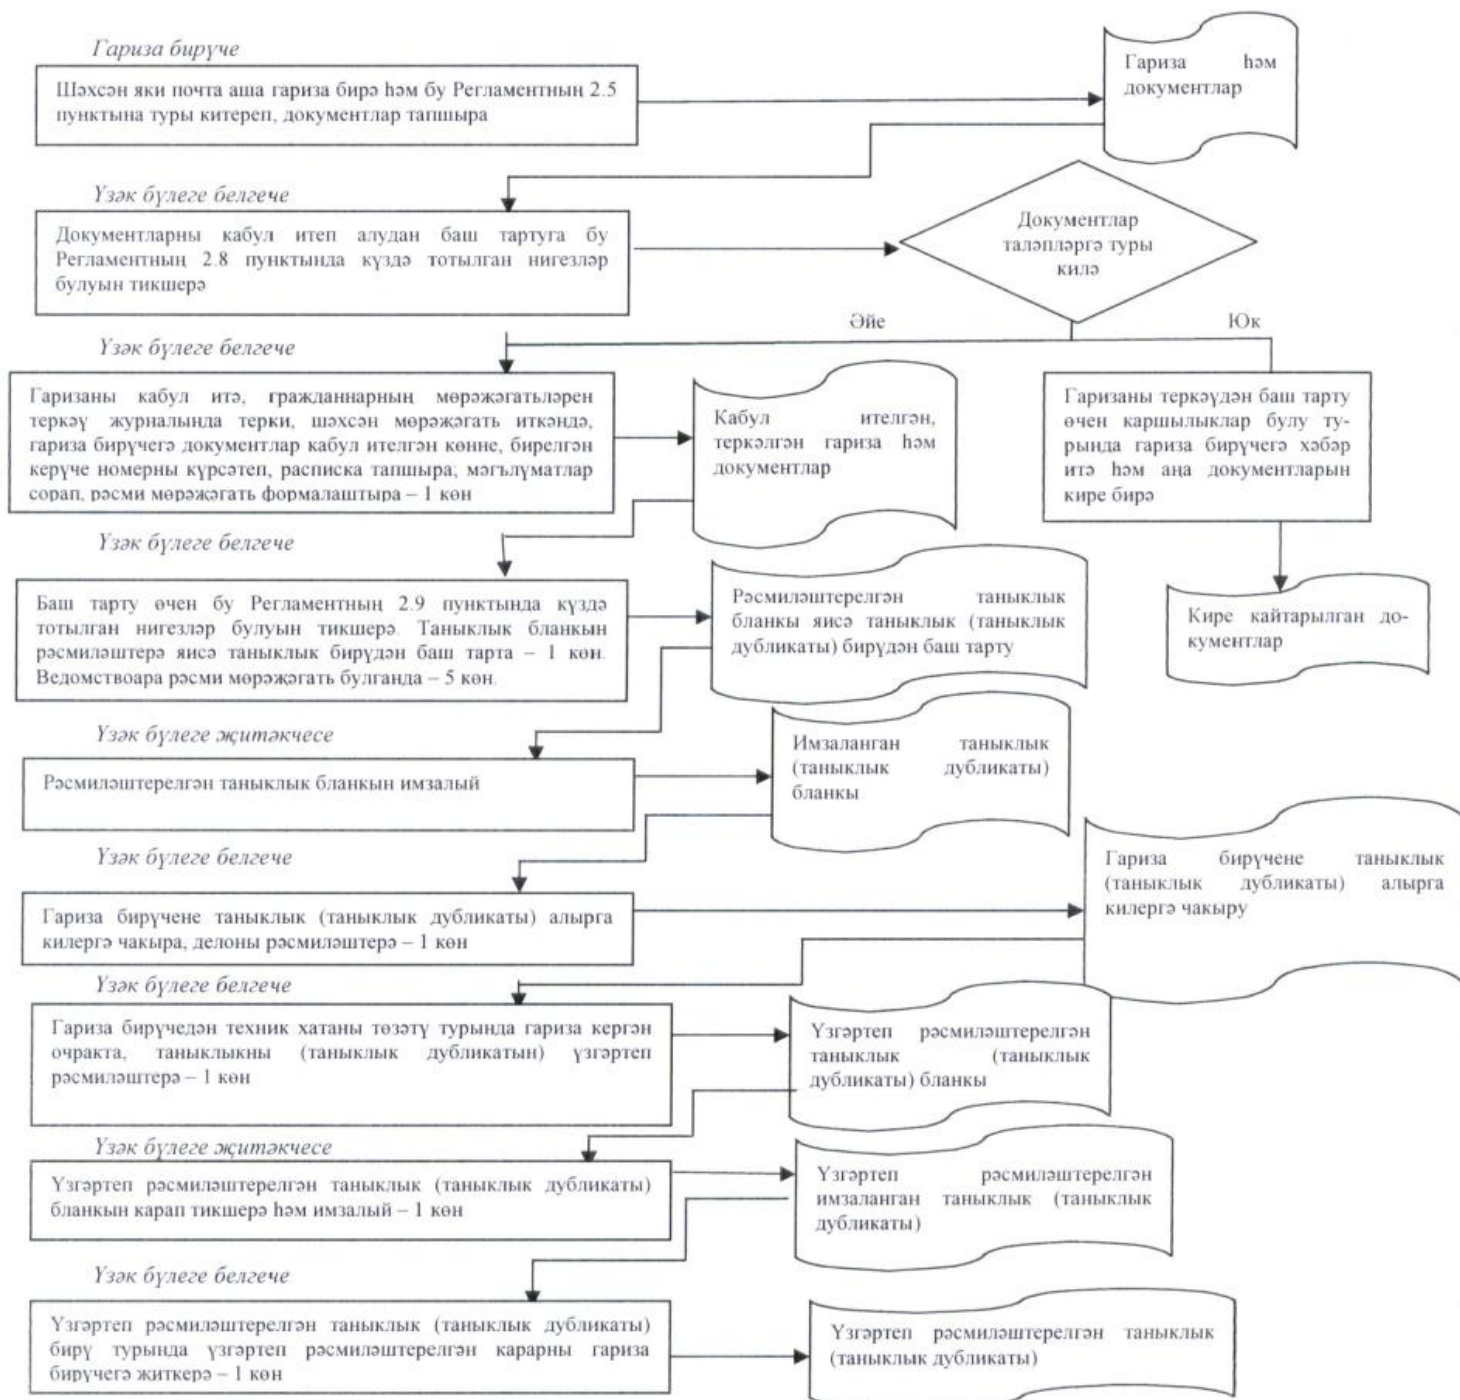 Гариза бирүче
Шәхсән яки почта аша гариза бирә һәм бу Регламентның 2.5
пунктына туры китереп, документлар тапшыра
Гариза һәм
документлар
Үзәк бүлеге белгече
Документларны кабул итеп алудан баш тартуга бу
Регламентның 2.8 пунктында күздә тотылган нигезләр
булуын тикшерә
Документлар
таләпләргә туры
килә
Әйе
Юк
Үзәк бүлеге белгече
Гаризаны кабул итә, гражданнарның мөрәҗәгатьләрен
теркәү журналында терки, шәхсән мөрәҗәгать иткәндә,
гариза бирүчегә документлар кабул ителгән көнне, бирелгән
керүче номерны күрсәтеп, расписка тапшыра; мәгълүматлар
сорап, рәсми мөрәҗәгать формалаштыра – 1 көн
Кабул ителгән,
теркәлгән гариза һәм
документлар
Гаризаны теркәүдән баш тарту
өчен каршылыклар булу ту-
рында гариза бирүчегә хәбәр
итә һәм аңа документларын
кире бирә
Үзәк бүлеге белгече
Баш тарту өчен бу Регламентның 2.9 пунктында күздә
тотылган нигезләр булуын тикшерә. Таныклык бланкын
рәсмиләштерә яисә таныклык бирүдән баш тарта – 1 көн.
Ведомствоара рәсми мөрәҗәгать булганда – 5 көн.
Рәсмиләштерелгән таныклык
бланкы яисә таныклык (таныклык
дубликаты) бирүдән баш тарту
Кире кайтарылган до-
кументлар
Үзәк бүлеге җитәкчесе
Рәсмиләштерелгән таныклык бланкын имзалый
Имзаланган таныклык
(таныклык дубликаты)
бланкы
Үзәк бүлеге белгече
Гариза бирүчене таныклык (таныклык дубликаты) алырга
килергә чакыра, делоны рәсмиләштерә – 1 көн
Гариза бирүчене таныклык
(таныклык дубликаты) алырга
килергә чакыру
Үзәк бүлеге белгече
Гариза бирүчедән техник хатаны төзәтү турында гариза кергән
очракта, таныклыкны (таныклык дубликатын) үзгәртеп
рәсмиләштерә – 1 көн
Үзгәртеп рәсмиләштерелгән
таныклык (таныклык
дубликаты) бланкы
Үзәк бүлеге җитәкчесе
Үзгәртеп рәсмиләштерелгән таныклык (таныклык дубликаты)
бланкын карап тикшерә һәм имзалый – 1 көн
Үзгәртеп рәсмиләштерелгән
имзаланган таныклык (таныклык
дубликаты)
Үзәк бүлеге белгече
Үзгәртеп рәсмиләштерелгән таныклык (таныклык дубликаты)
бирү турында үзгәртеп рәсмиләштерелгән карарны гариза
бирүчегә җиткерә – 1 көн
Үзгәртеп рәсмиләштерелгән таныклык
(таныклык дубликаты)